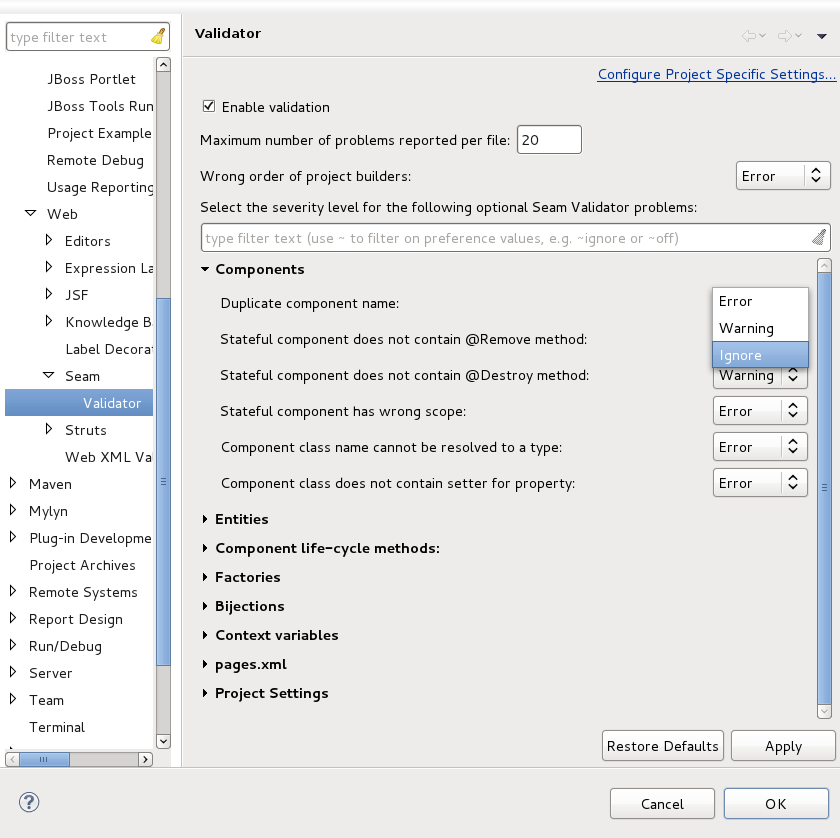 type filter text
JBoss Portlet
JBoss Tools Run
Project Example
Remote Debug
Usage Reporting
Web
Editors
Expression La
JSF
Knowledge B
Label Decorat
Seam
Validator
Struts
Web XML Va
Maven
Mylyn
Plug-in Developme
Project Archives
Remote Systems
Report Design
Run/Debug
Server
Team
Terminal
Validator
Configure Project Specific Settings...
Enable validation
Maximum number of problems reported per file: 20
Wrong order of project builders: Error
Select the severity level for the following optional Seam Validator problems:
type filter text (use ~ to filter on preference values, e.g. ~ignore or ~off)
Components
Duplicate component name: Error
Warning
Stateful component does not contain @Remove method: Ignore
Stateful component does not contain @Destroy method: Warning
Stateful component has wrong scope: Error
Component class name cannot be resolved to a type: Error
Component class does not contain setter for property: Error
Entities
Component life-cycle methods:
Factories
Bijections
Context variables
pages.xml
Project Settings
Restore Defaults Apply
Cancel OK